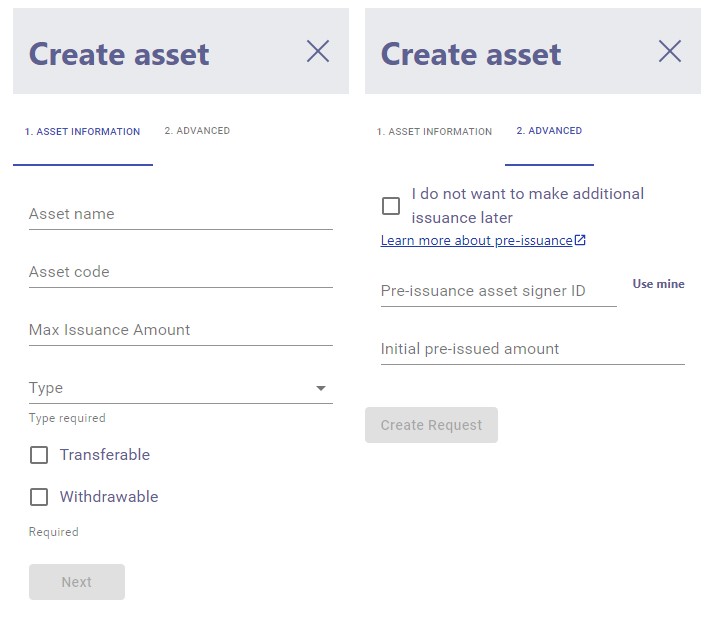 Create asset
1. ASSET INFORMATION
2. ADVANCED
Asset name
Asset code
Max Issuance Amount
Type
Type required
Transferable
Withdrawable
Required
Next
Create asset
1. ASSET INFORMATION
2. ADVANCED
I do not want to make additional
issuance later
Learn more about pre-issuance
Pre-issuance asset signer ID
Use mine
Initial pre-issued amount
Create Request